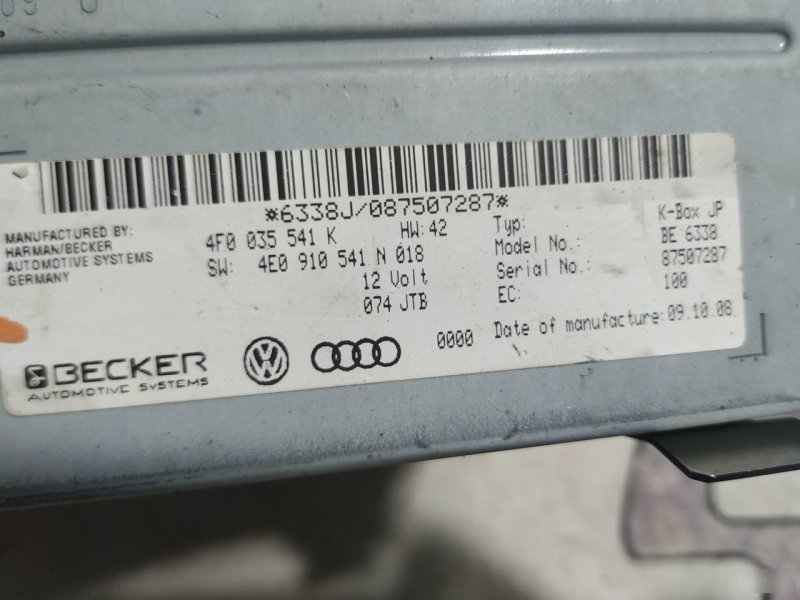 *6338J/087507287*
MANUFACTURED BY:
HARMAN/BECKER
AUTOMOTIVE SYSTEMS
GERMANY
4F0 035 541 K HW: 42
SW: 4E0 910 541 N 018
12 Volt
074 JTB
Typ: K-Box JP
Model No.: BE 6338
Serial No.: 87507287
EC: 100
0000 Date of manufacture: 09.10.08
BECKER
AUTOMOTIVE SYSTEMS
VW